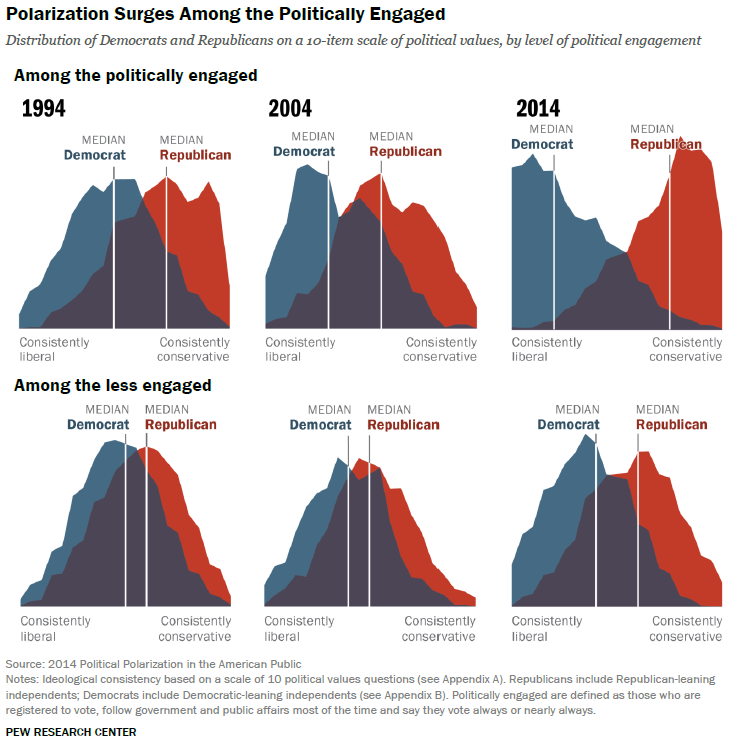 Polarization Surges Among the Politically Engaged
Distribution of Democrats and Republicans on a 10-item scale of political values, by level of political engagement
Among the politically engaged
1994
MEDIAN
Democrat
MEDIAN
Republican
Consistently
liberal
Consistently
conservative
2004
MEDIAN
Democrat
MEDIAN
Republican
Consistently
liberal
Consistently
conservative
2014
MEDIAN
Democrat
MEDIAN
Republican
Consistently
liberal
Consistently
conservative
Among the less engaged
MEDIAN
Democrat
MEDIAN
Republican
Consistently
liberal
Consistently
conservative
MEDIAN
Democrat
MEDIAN
Republican
Consistently
liberal
Consistently
conservative
MEDIAN
Democrat
MEDIAN
Republican
Consistently
liberal
Consistently
conservative
Source: 2014 Political Polarization in the American Public
Notes: Ideological consistency based on a scale of 10 political values questions (see Appendix A). Republicans include Republican-leaning
independents; Democrats include Democratic-leaning independents (see Appendix B). Politically engaged are defined as those who are
registered to vote, follow government and public affairs most of the time and say they vote always or nearly always.
PEW RESEARCH CENTER